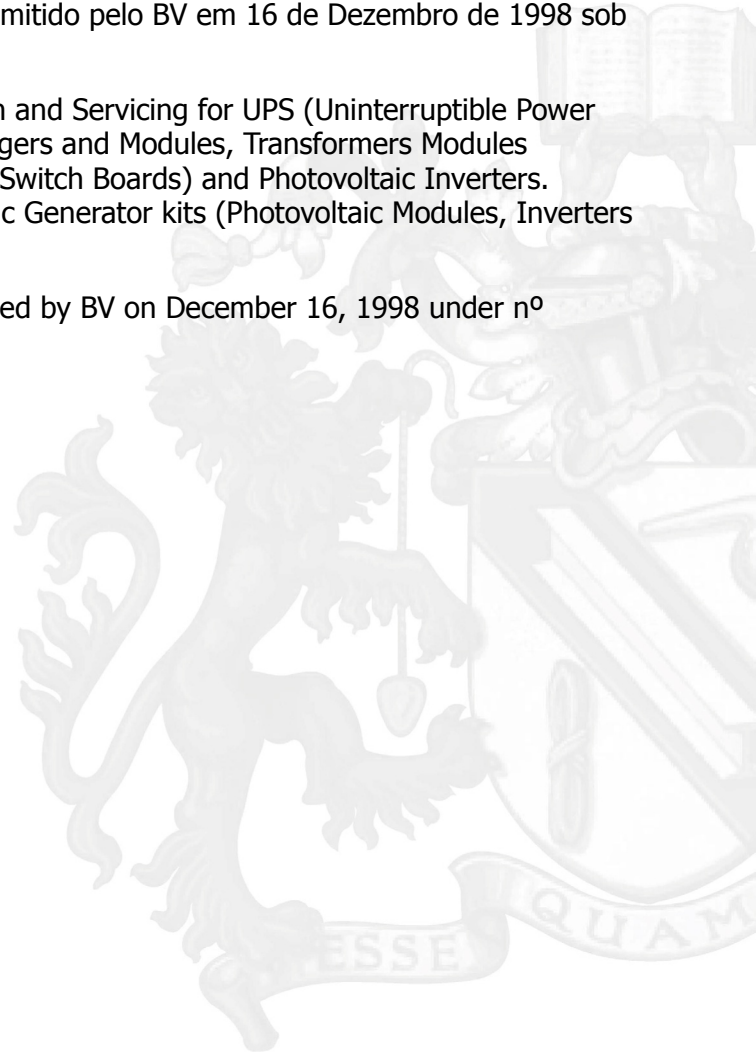 mitido pelo BV em 16 de Dezembro de 1998 sob
n and Servicing for UPS (Uninterruptible Power
gers and Modules, Transformers Modules
Switch Boards) and Photovoltaic Inverters.
c Generator kits (Photovoltaic Modules, Inverters
ed by BV on December 16, 1998 under nº
ESSE
QUAM